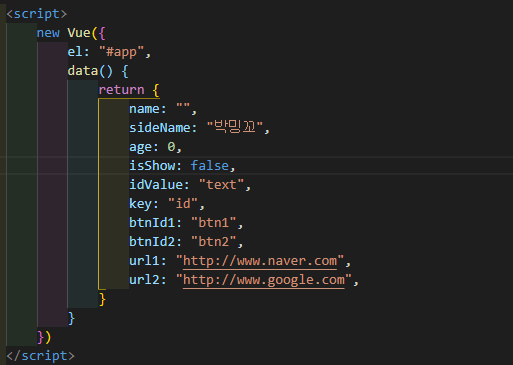 <script>
new Vue({
el: "#app",
data() {
return {
name: "",
sideName: "박밍꼬",
age: 0,
isShow: false,
idValue: "text",
key: "id",
btnId1: "btn1",
btnId2: "btn2",
url1: "http://www.naver.com",
url2: "http://www.google.com",
}
}
})
</script>